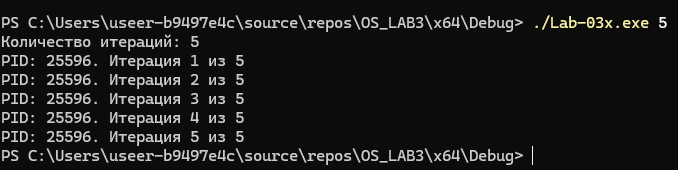 PS C:\Users\useer-b9497e4c\source\repos\OS_LAB3\x64\Debug> ./Lab-03x.exe 5
Количество итераций: 5
PID: 25596. Итерация 1 из 5
PID: 25596. Итерация 2 из 5
PID: 25596. Итерация 3 из 5
PID: 25596. Итерация 4 из 5
PID: 25596. Итерация 5 из 5
PS C:\Users\useer-b9497e4c\source\repos\OS_LAB3\x64\Debug>